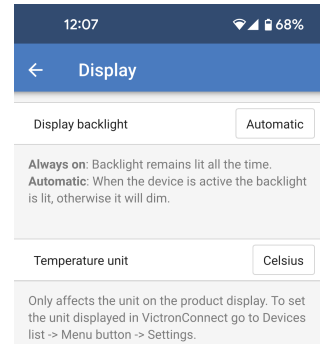 12:07 68%
Display
Display backlight Automatic
Always on: Backlight remains lit all the time.
Automatic: When the device is active the backlight
is lit, otherwise it will dim.
Temperature unit Celsius
Only affects the unit on the product display. To set
the unit displayed in VictronConnect go to Devices
list -> Menu button -> Settings.